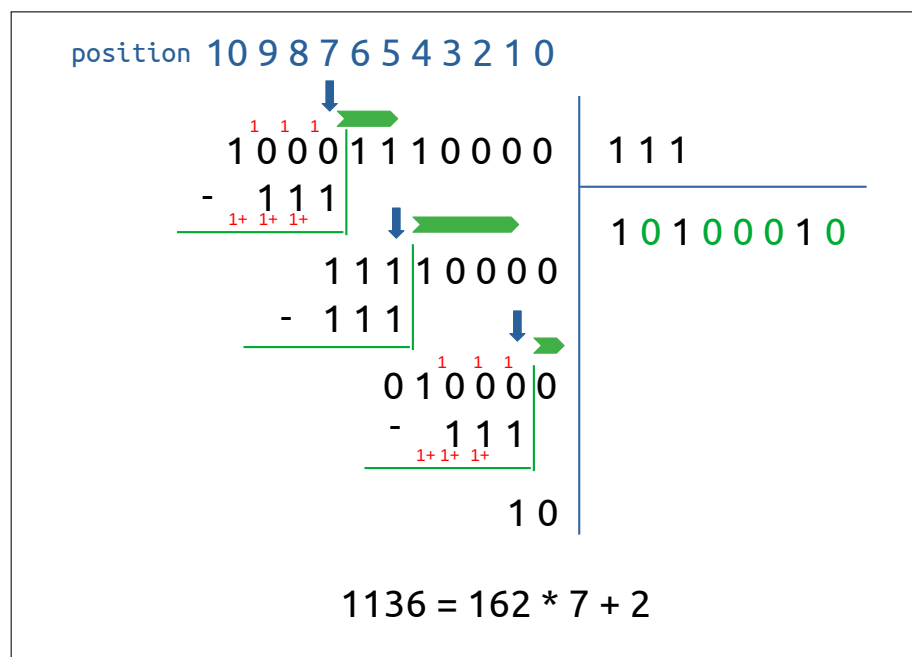 position 10 9 8 7 6 5 4 3 2 1 0
1 1 1
1 0 0 0 1 1 1 0 0 0 0 1 1 1
- 1 1 1
1+ 1+ 1+
1 0 1 0 0 0 1 0
1 1 1 1 0 0 0 0
- 1 1 1
1 1 1
0 1 0 0 0 0
- 1 1 1
1+ 1+ 1+
1 0
1136 = 162 * 7 + 2